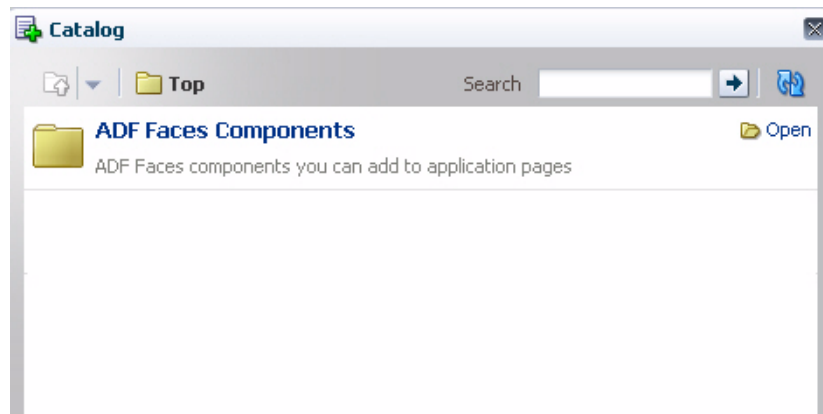 Catalog
Top Search
ADF Faces Components Open
ADF Faces components you can add to application pages